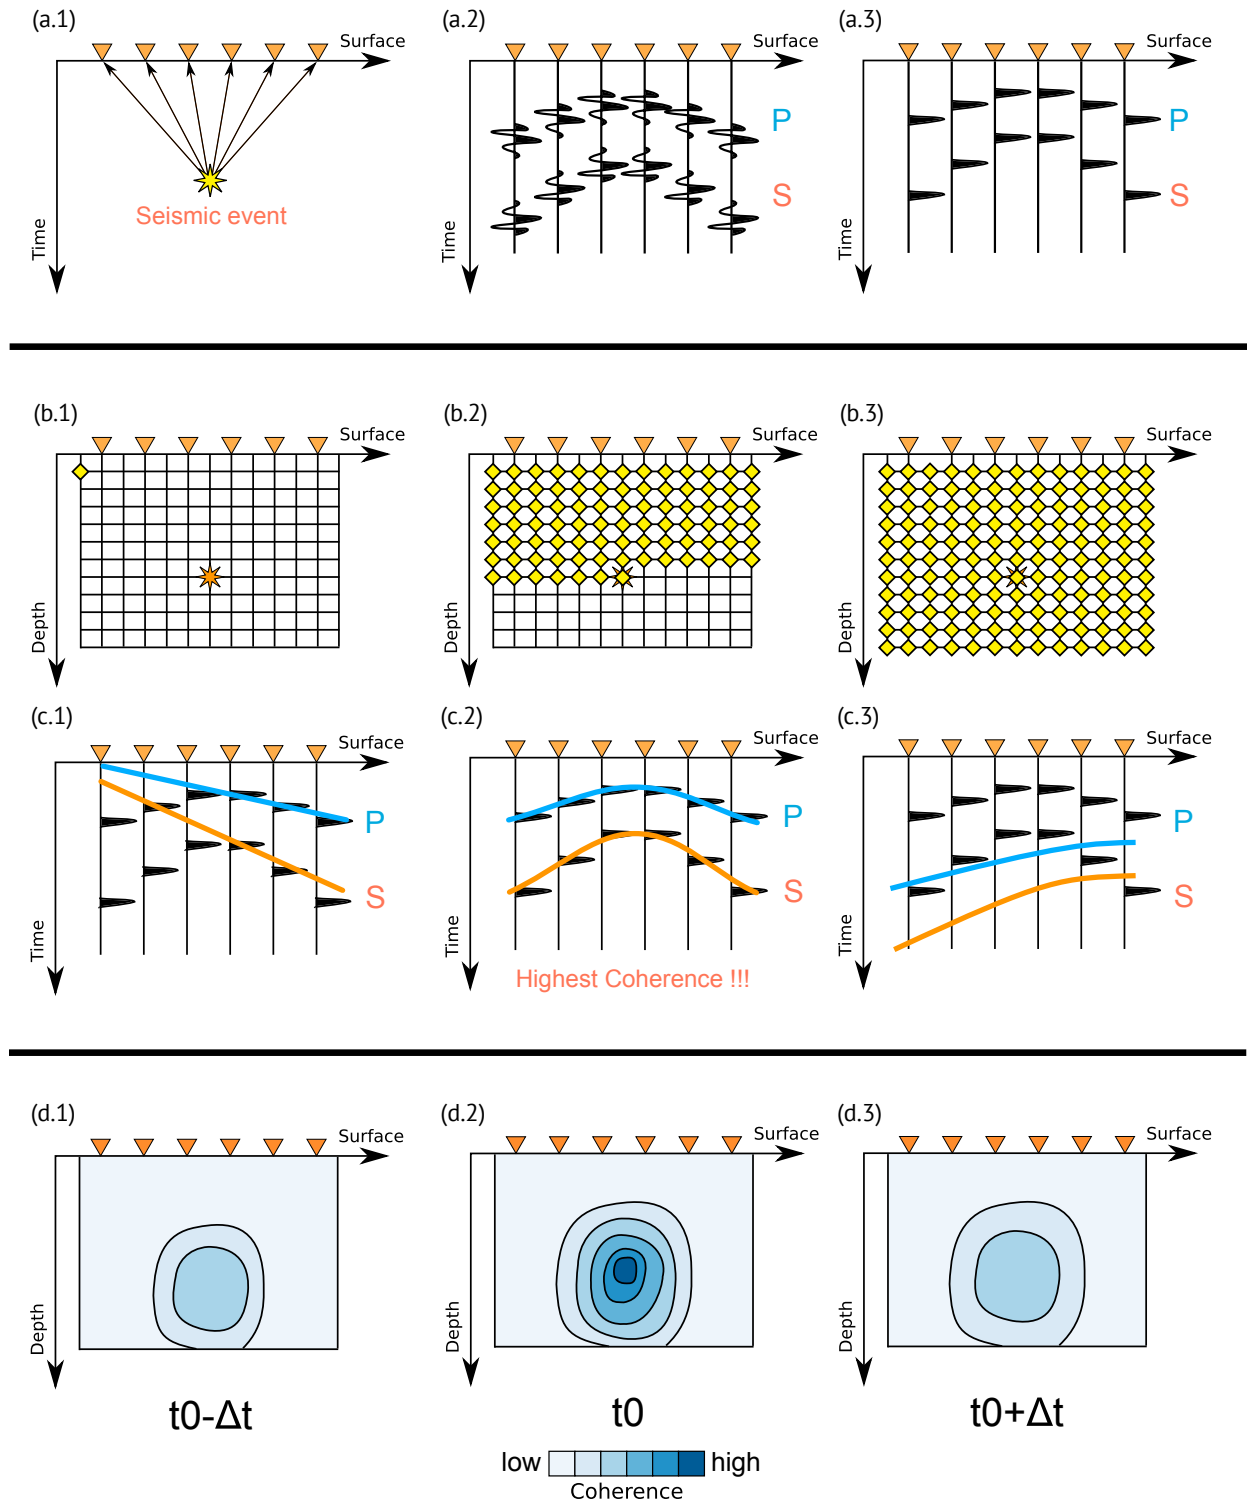 (a.1)
Surface
Time
Seismic event
(a.2)
Surface
Time
P
S
(a.3)
Surface
Time
P
S
(b.1)
Surface
Depth
(b.2)
Surface
Depth
(b.3)
Surface
Depth
(c.1)
Surface
Time
P
S
(c.2)
Surface
Time
P
S
Highest Coherence !!!
(c.3)
Surface
Time
P
S
(d.1)
Surface
Depth
t0-Δt
(d.2)
Surface
Depth
t0
(d.3)
Surface
Depth
t0+Δt
low high
Coherence